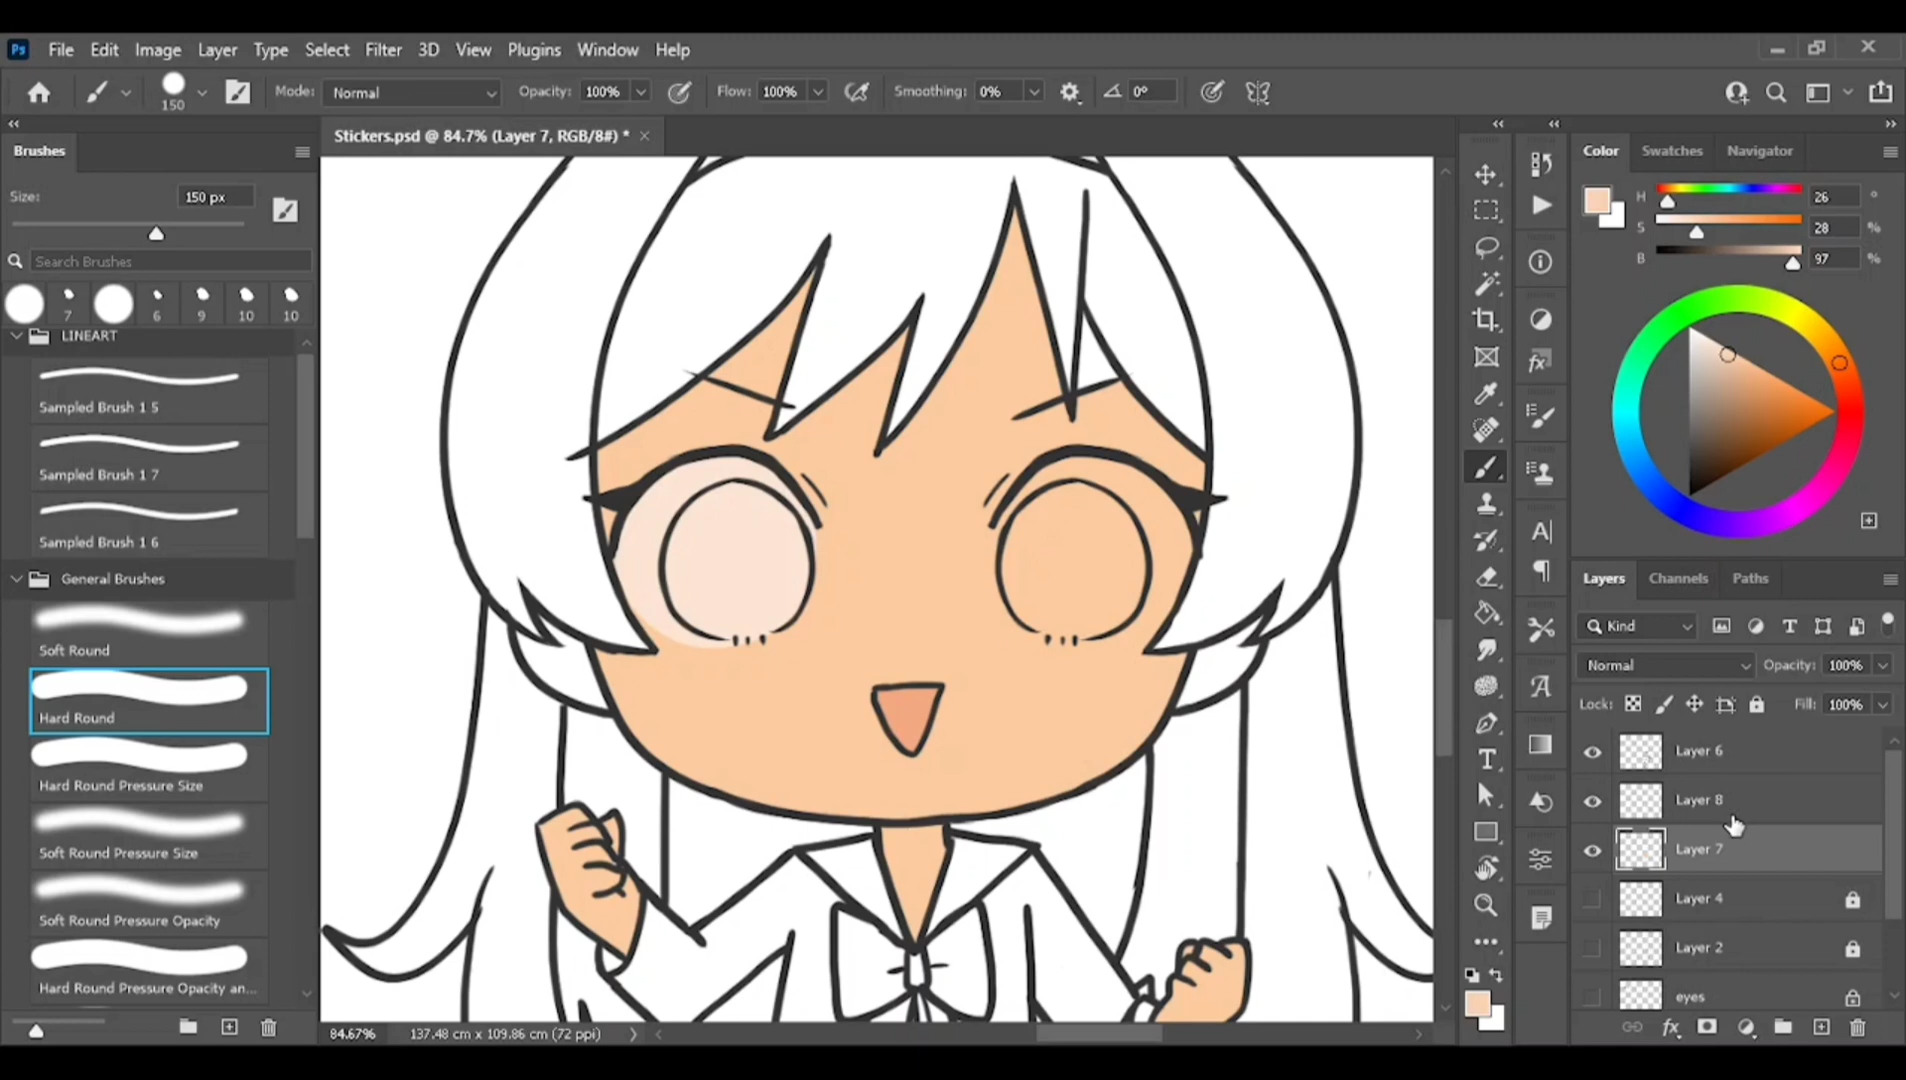 Ps File Edit Image Layer Type Select Filter 3D View Plugins Window Help
150 Mode: Normal Opacity: 100% Flow: 100% Smoothing: 0% 0°
Stickers.psd @ 84.7% (Layer 7, RGB/8#) *
Brushes
Size: 150 px
Search Brushes
7 6 9 10 10
LINEART
Sampled Brush 1 5
Sampled Brush 1 7
Sampled Brush 1 6
General Brushes
Soft Round
Hard Round
Hard Round Pressure Size
Soft Round Pressure Size
Soft Round Pressure Opacity
Hard Round Pressure Opacity an...
84.67% 137.48 cm x 109.86 cm (72 ppi)
Color Swatches Navigator
H 26 °
S 28 %
B 97 %
Layers Channels Paths
Kind
Normal Opacity: 100%
Lock: Fill: 100%
Layer 6
Layer 8
Layer 7
Layer 4
Layer 2
eyes